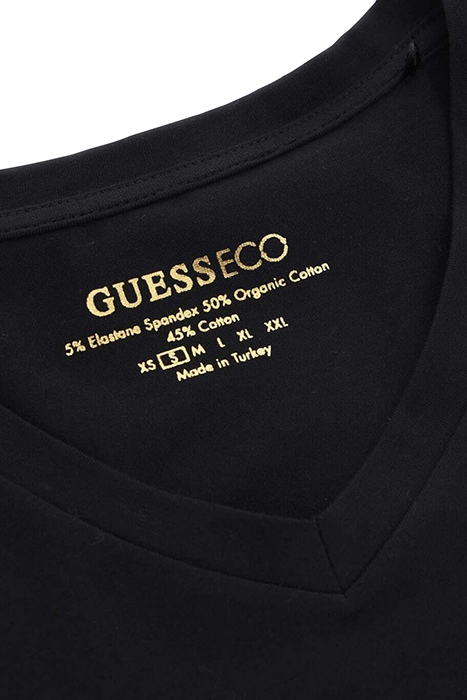 GUESSECO
5% Elastane Spandex 50% Organic Cotton
45% Cotton
XS S M L XL XXL
Made in Turkey